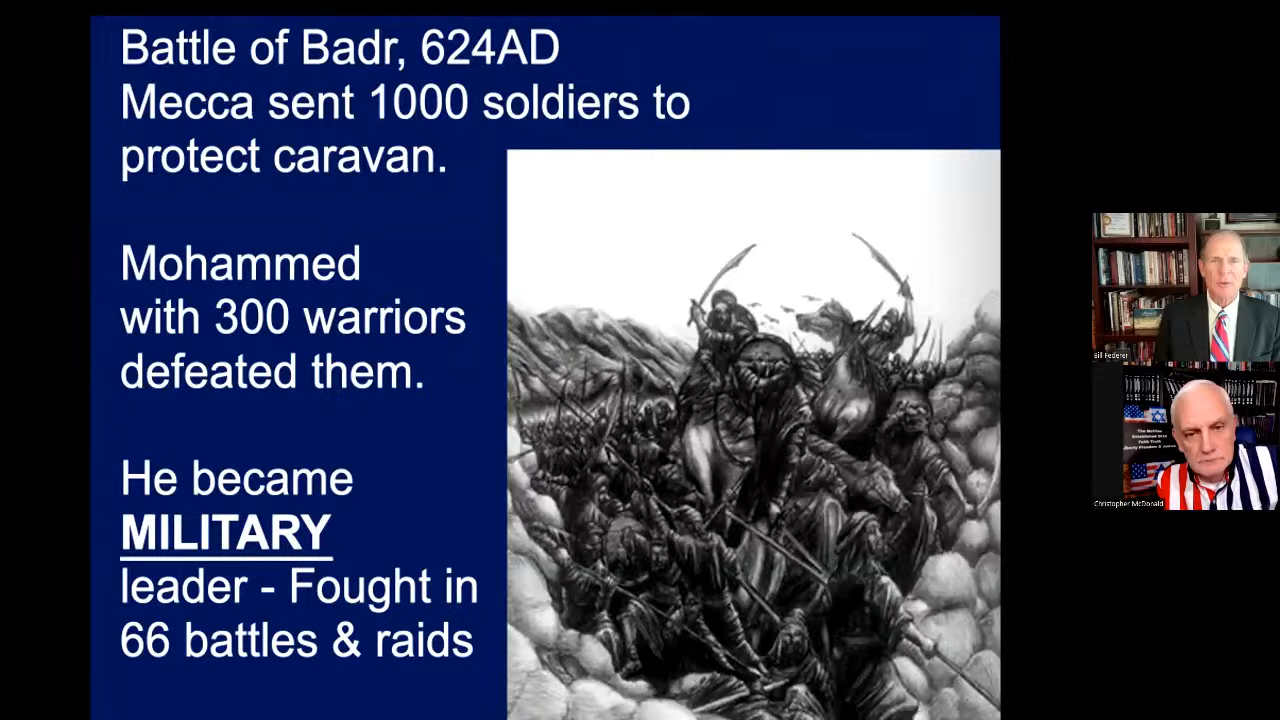 Battle of Badr, 624AD
Mecca sent 1000 soldiers to
protect caravan.
Mohammed
with 300 warriors
defeated them.
He became
MILITARY
leader - Fought in
66 battles & raids
Bill Federer
Christopher McDonald